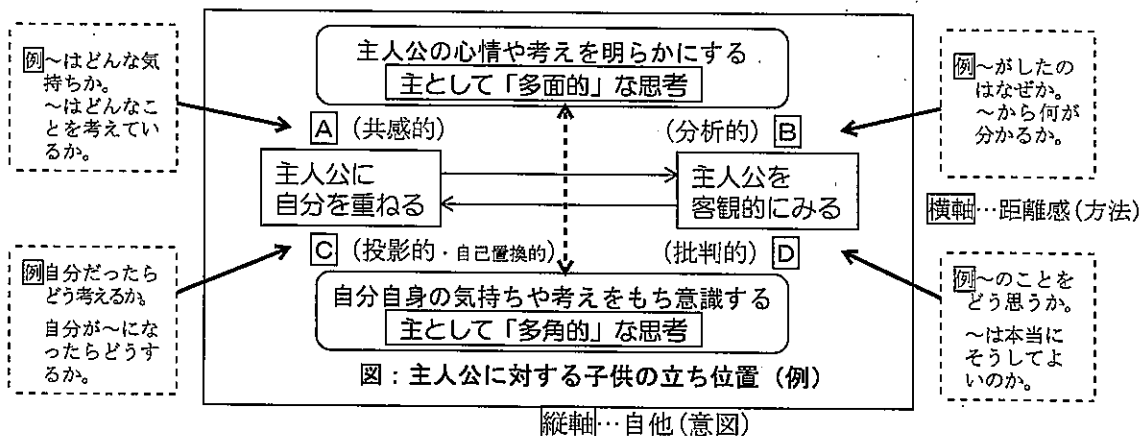 主人公の心情や考えを明らかにする
主として「多面的」な思考
例～はどんな気
持ちか。
～はどんなこ
とを考えてい
るか。
例～がしたの
はなぜか。
～から何が
分かるか。
A（共感的）
（分析的）B
主人公に
自分を重ねる
主人公を
客観的にみる
横軸…距離感（方法）
C（投影的・自己置換的）
（批判的）D
例自分だったら
どう考えるか。
自分が～にな
ったらどうす
るか。
例～のことを
どう思うか。
～は本当に
そうしてよ
いのか。
自分自身の気持ちや考えをもち意識する
主として「多角的」な思考
図：主人公に対する子供の立ち位置（例）
縦軸…自他（意図）